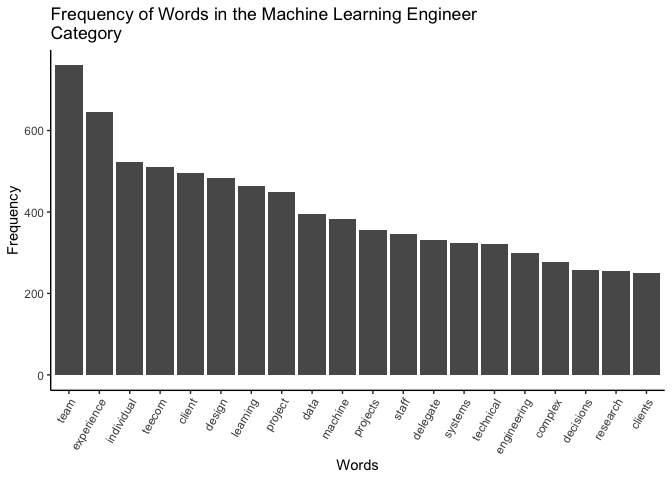 Frequency of Words in the Machine Learning Engineer
Category
Frequency
600
400
200
0
team
experience
individual
teecom
client
design
learning
project
data
machine
projects
staff
delegate
systems
technical
engineering
complex
decisions
research
clients
Words